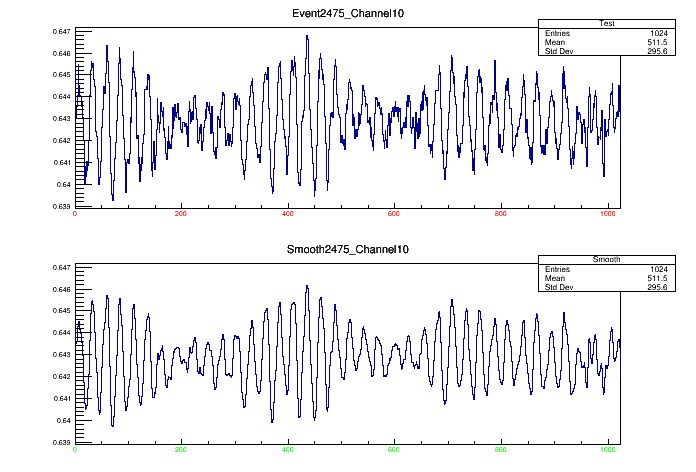 Event2475_Channel10
Test
Entries 1024
Mean 511.5
Std Dev 295.6
0.647
0.646
0.645
0.644
0.643
0.642
0.641
0.64
0.639
0 200 400 600 800 1000
Smooth2475_Channel10
Smooth
Entries 1024
Mean 511.5
Std Dev 295.6
0.647
0.646
0.645
0.644
0.643
0.642
0.641
0.64
0.639
0 200 400 600 800 1000